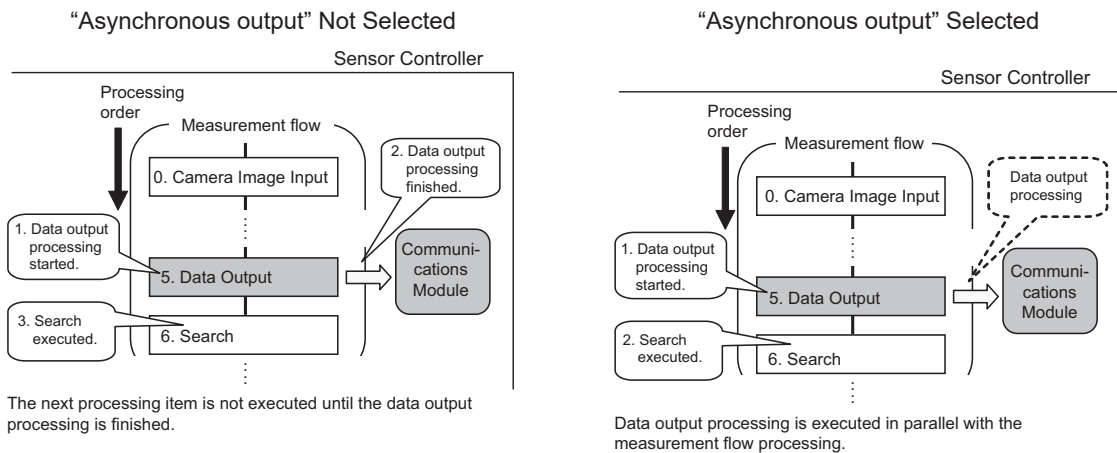 “Asynchronous output” Not Selected
Sensor Controller
Processing
order
Measurement flow
0. Camera Image Input
2. Data output
processing
finished.
1. Data output
processing
started.
5. Data Output
Communi-
cations
Module
3. Search
executed.
6. Search
The next processing item is not executed until the data output
processing is finished.
“Asynchronous output” Selected
Sensor Controller
Processing
order
Measurement flow
0. Camera Image Input
Data output
processing
1. Data output
processing
started.
5. Data Output
Communi-
cations
Module
2. Search
executed.
6. Search
Data output processing is executed in parallel with the
measurement flow processing.